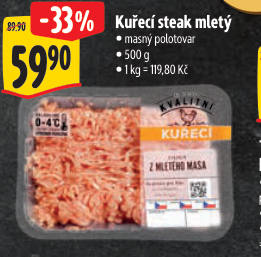 89.90
-33%
59.90
Kuřecí steak mletý
• masný polotovar
• 500 g
• 1 kg = 119,80 Kč
0-4°C
KVALITNÍ
KUŘECÍ
Z MLETÉHO MASA